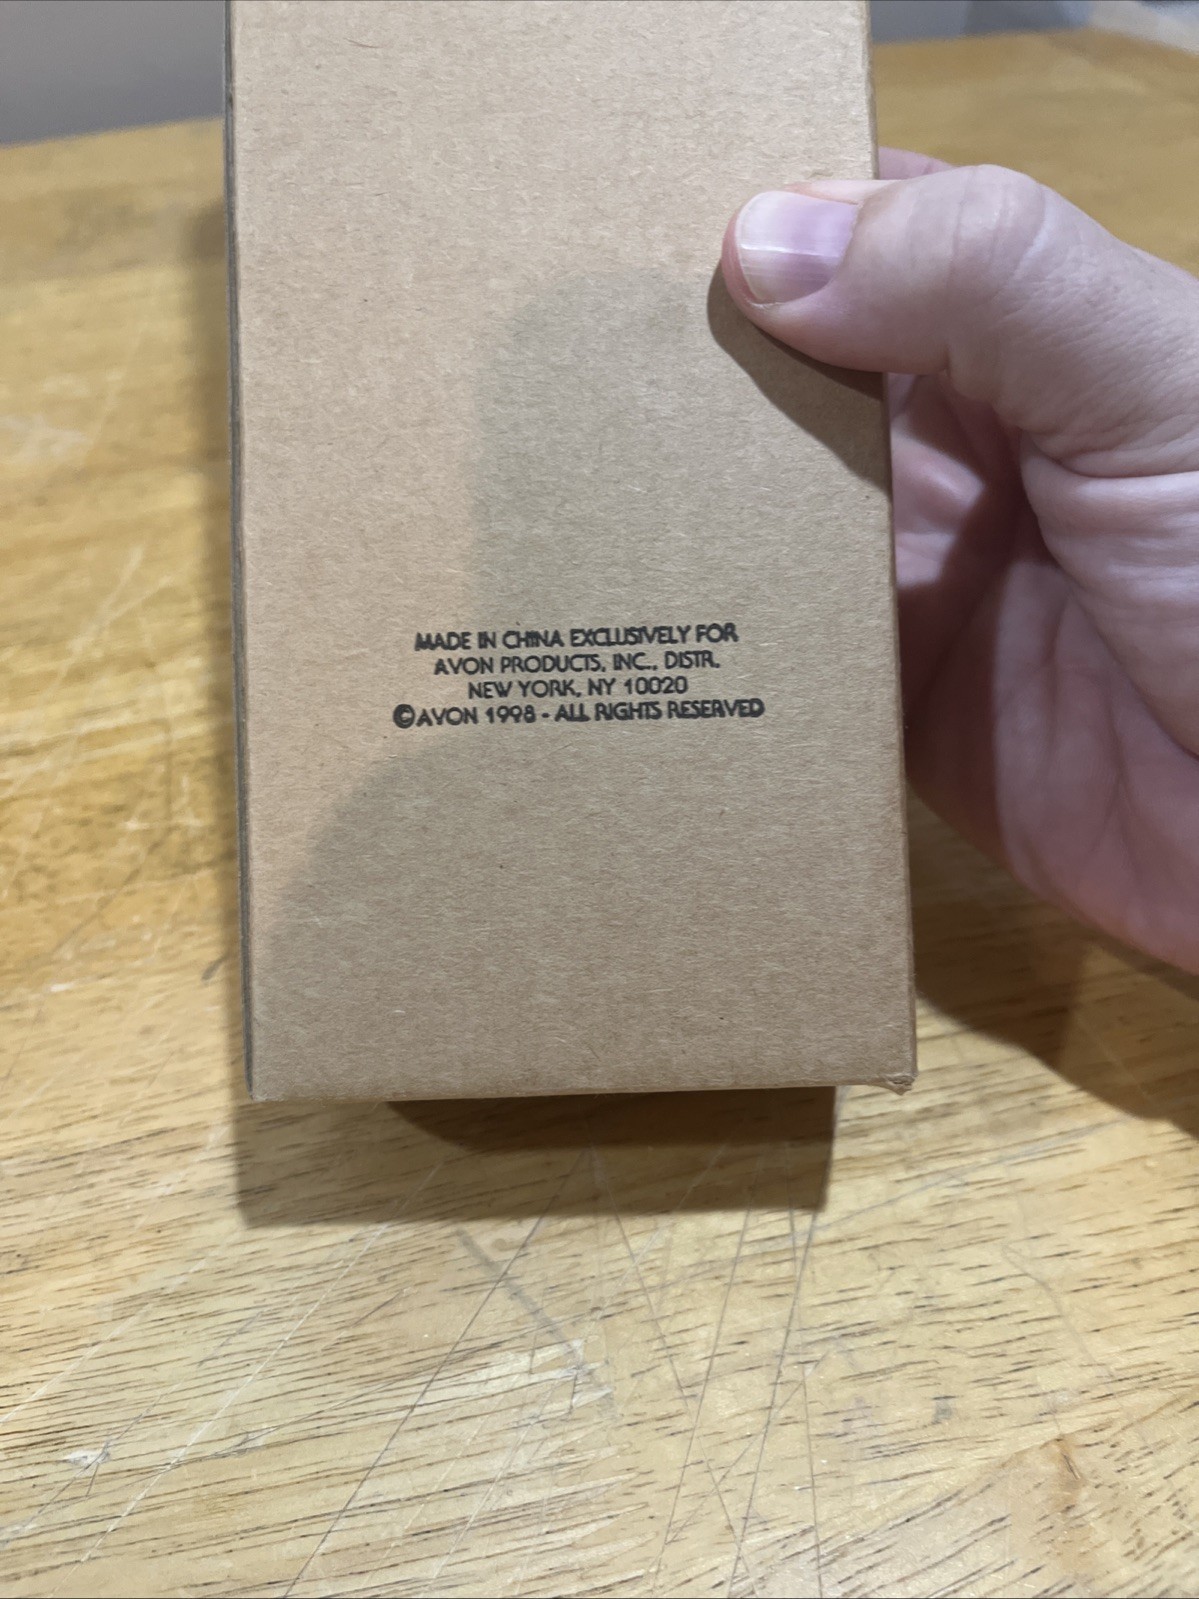 MADE IN CHINA EXCLUSIVELY FOR
AVON PRODUCTS, INC., DISTR.
NEW YORK, NY 10020
©AVON 1998 - ALL RIGHTS RESERVED